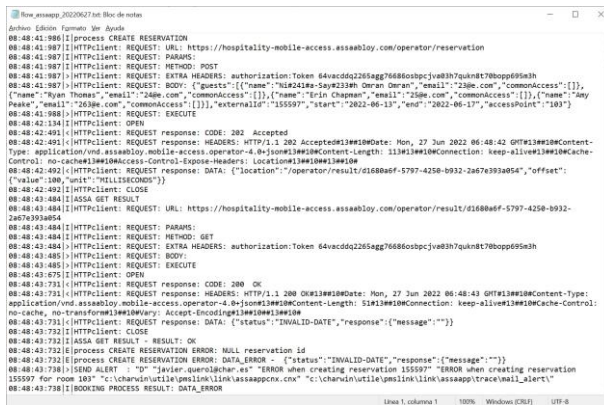 flow_assaapp_20220627.txt: Bloc de notas
Archivo Edición Formato Ver Ayuda
08:48:41:986|I|process CREATE RESERVATION
08:48:41:987|I|HTTPclient: REQUEST: URL: https://hospitality-mobile-access.assaabloy.com/operator/reservation
08:48:41:987|I|HTTPclient: REQUEST: PARAMS:
08:48:41:987|I|HTTPclient: REQUEST: METHOD: POST
08:48:41:987|>|HTTPclient: REQUEST: EXTRA HEADERS: authorization:Token
08:48:41:987|>|HTTPclient: REQUEST: BODY: {"guests":[{"name":"Ni#241#a-Say#233#h Omran Omran","email":"23@e.com","commonAccess":[]},
{"name":"Ryan Thomas","email":"24@e.com","commonAccess":[]},{"name":"Erin Chapman","email":"25@e.com","commonAccess":[]},{"name":"Amy
Peake","email":"263@e.com","commonAccess":[]}],"externalId":"155597","start":"2022-06-13","end":"2022-06-17","accessPoint":"103"}
08:48:41:988|>|HTTPclient: REQUEST: EXECUTE
08:48:42:134|I|HTTPclient: OPEN
08:48:42:491|<|HTTPclient: REQUEST response: CODE: 202  Accepted
08:48:42:491|<|HTTPclient: REQUEST response: HEADERS: HTTP/1.1 202 Accepted#13##10#Date: Mon, 27 Jun 2022 06:48:42 GMT#13##10#Content-
Type: application/vnd.assaabloy.mobile-access.operator-4.0+json#13##10#Content-Length: 113#13##10#Connection: keep-alive#13##10#Cache-
Control: no-cache#13##10#Access-Control-Expose-Headers: Location#13##10##13##10#
08:48:42:492|<|HTTPclient: REQUEST response: DATA: {"location":"/operator/result/d1680a6f-5797-4250-b932-2a67e393a054","offset":
{"value":100,"unit":"MILLISECONDS"}}
08:48:42:492|I|HTTPclient: CLOSE
08:48:43:484|I|ASSA GET RESULT
08:48:43:484|I|HTTPclient: REQUEST: URL: https://hospitality-mobile-access.assaabloy.com/operator/result/d1680a6f-5797-4250-b932-
2a67e393a054
08:48:43:484|I|HTTPclient: REQUEST: PARAMS:
08:48:43:484|I|HTTPclient: REQUEST: METHOD: GET
08:48:43:484|>|HTTPclient: REQUEST: EXTRA HEADERS: authorization:Token
08:48:43:485|>|HTTPclient: REQUEST: BODY:
08:48:43:485|>|HTTPclient: REQUEST: EXECUTE
08:48:43:675|I|HTTPclient: OPEN
08:48:43:731|<|HTTPclient: REQUEST response: CODE: 200  OK
08:48:43:731|<|HTTPclient: REQUEST response: HEADERS: HTTP/1.1 200 OK#13##10#Date: Mon, 27 Jun 2022 06:48:43 GMT#13##10#Content-Type:
application/vnd.assaabloy.mobile-access.operator-4.0+json#13##10#Content-Length: 51#13##10#Connection: keep-alive#13##10#Cache-Control:
no-cache, no-transform#13##10#Vary: Accept-Encoding#13##10##13##10#
08:48:43:731|<|HTTPclient: REQUEST response: DATA: {"status":"INVALID-DATE","response":{"message":""}}
08:48:43:732|I|HTTPclient: CLOSE
08:48:43:732|I|ASSA GET RESULT - RESULT: OK
08:48:43:732|E|process CREATE RESERVATION ERROR: NULL reservation id
08:48:43:732|E|process CREATE RESERVATION ERROR: DATA_ERROR -  {"status":"INVALID-DATE","response":{"message":""}}
08:48:43:738|>|SEND ALERT  : "D" "javier.querol@char.es" "ERROR when creating reservation 155597" "ERROR when creating reservation
155597 for room 103" "c:\charwin\utile\pmslink\link\assaappcnx.cnx" "c:\charwin\utile\pmslink\link\assaapp\trace\mail_alert\"
08:48:43:738|I|BOOKING PROCESS RESULT: DATA_ERROR
Línea 1, columna 1 100% Windows (CRLF) UTF-8